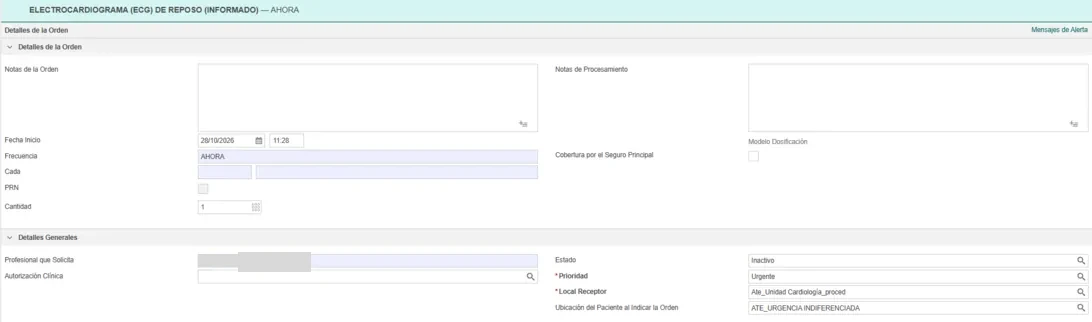 ELECTROCARDIOGRAMA (ECG) DE REPOSO (INFORMADO) — AHORA
Detalles de la Orden Mensajes de Alerta
Detalles de la Orden
Notas de la Orden Notas de Procesamiento
Fecha Inicio 28/10/2026 11:28 Modelo Dosificación
Frecuencia AHORA Cobertura por el Seguro Principal
Cada
PRN
Cantidad 1
Detalles Generales
Profesional que Solicita Estado Inactivo
Autorización Clínica *Prioridad Urgente
*Local Receptor Ate_Unidad Cardiología_proced
Ubicación del Paciente al Indicar la Orden ATE_URGENCIA INDIFERENCIADA